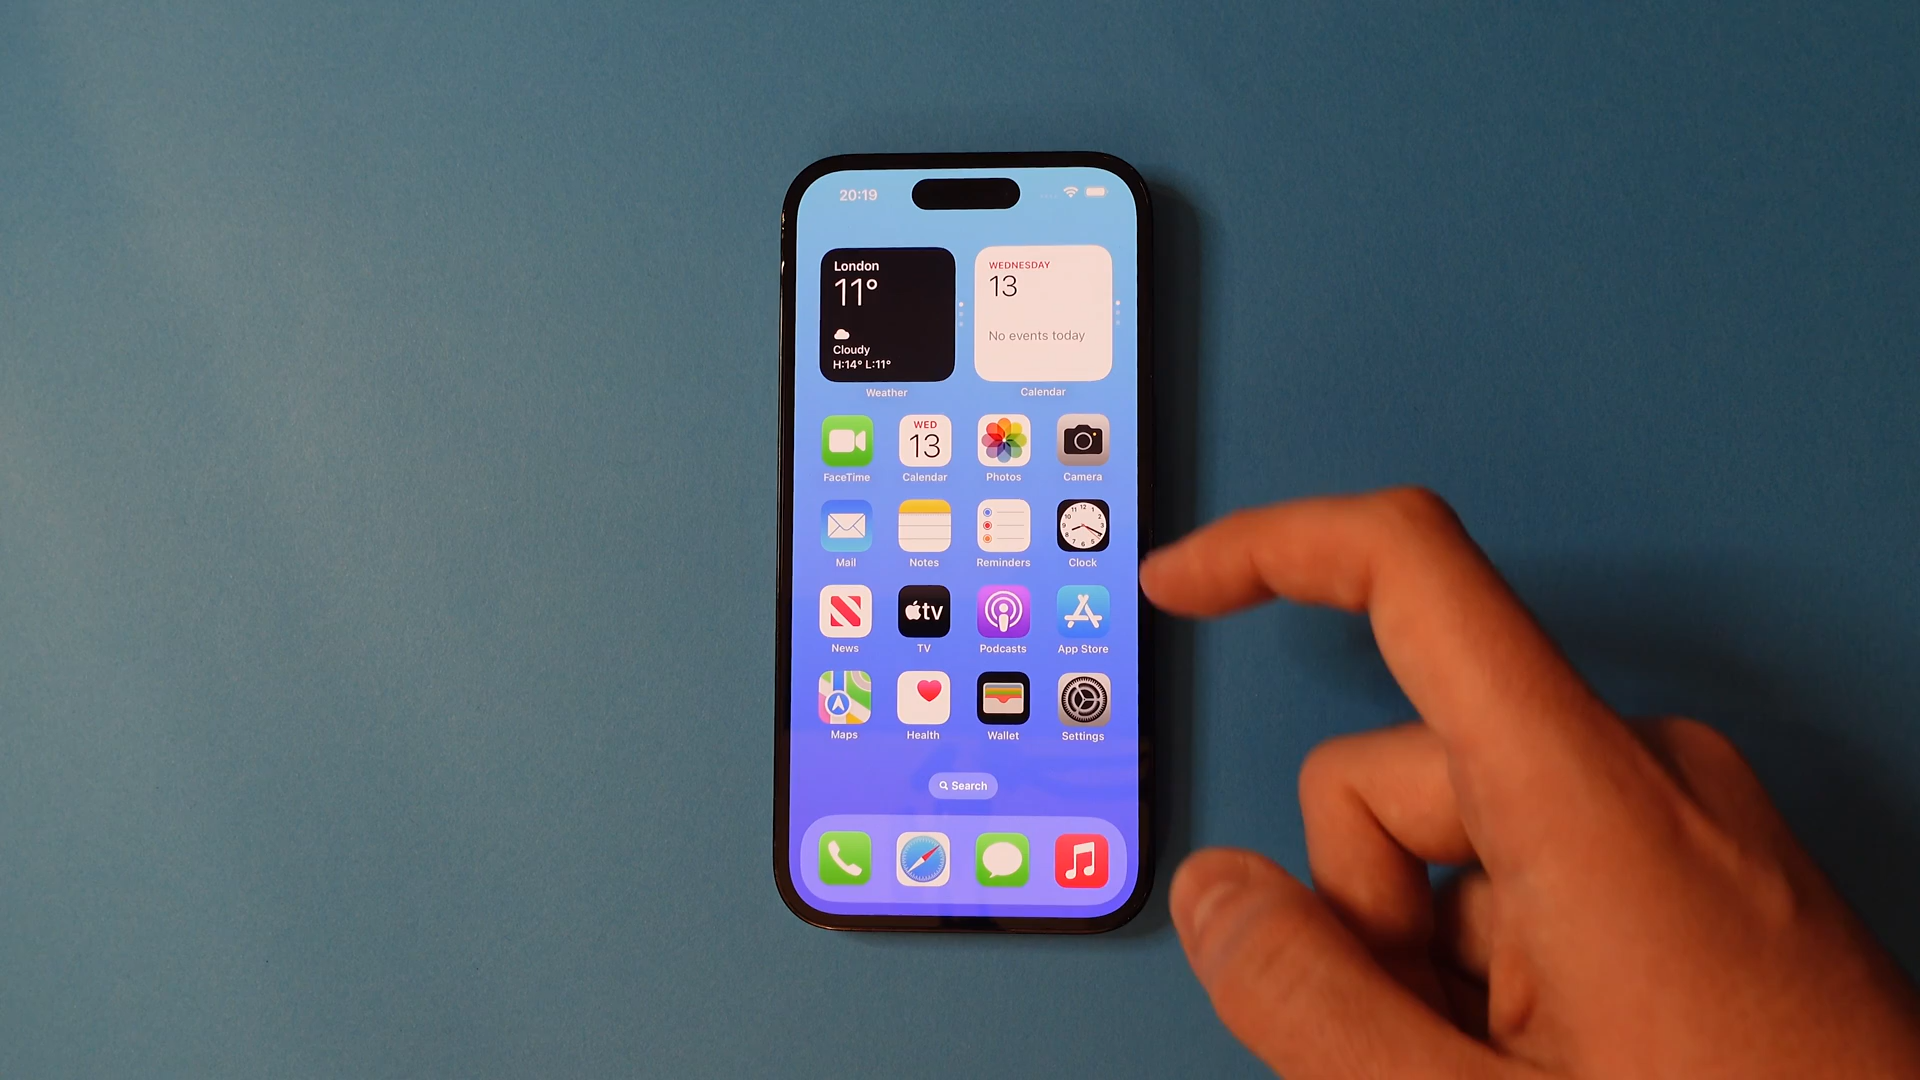 20:19
London
11°
Cloudy
H:14° L:11°
Weather
WEDNESDAY
13
No events today
Calendar
FaceTime
WED
13
Calendar
Photos
Camera
Mail
Notes
Reminders
Clock
News
tv
TV
Podcasts
App Store
Maps
Health
Wallet
Settings
Search